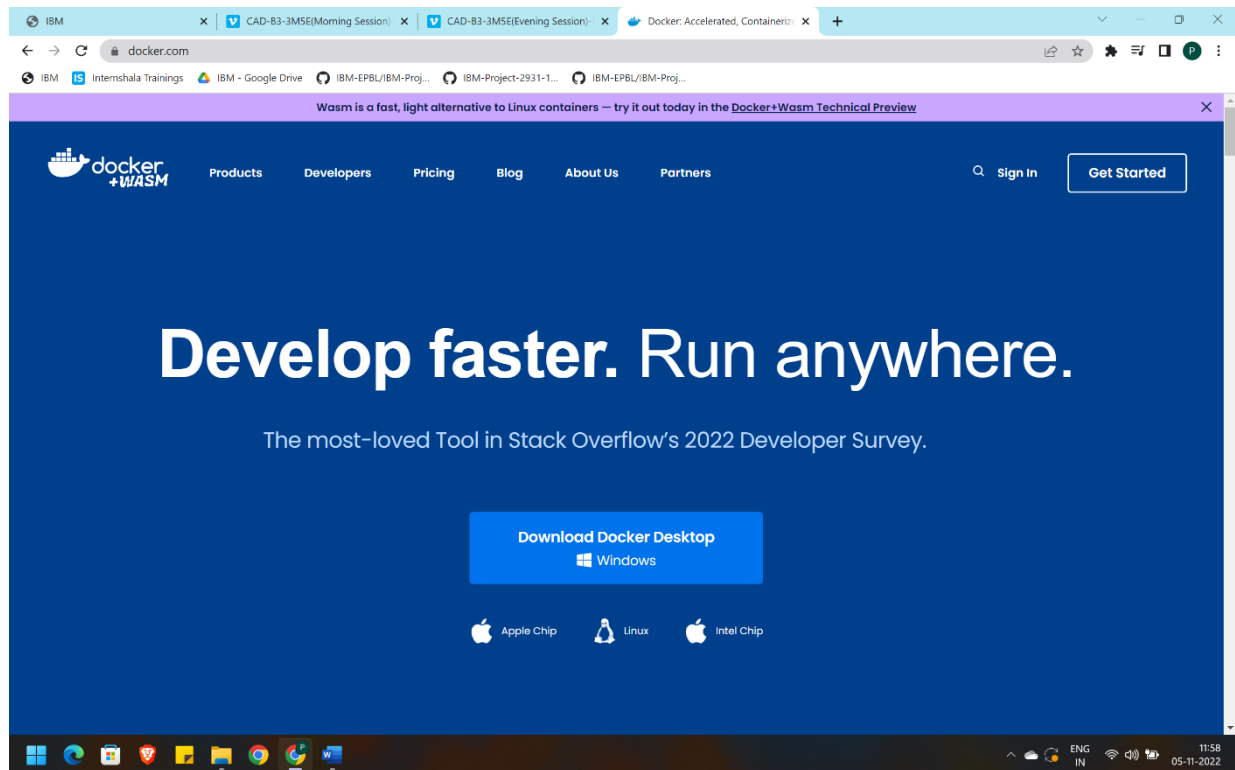 IBM
CAD-B3-3M5E(Morning Session)-
CAD-B3-3M5E(Evening Session)-
Docker: Accelerated, Containeriz
docker.com
P
IBM
IS Internshala Trainings
IBM - Google Drive
IBM-EPBL/IBM-Proj...
IBM-Project-2931-1...
IBM-EPBL/IBM-Proj...
Wasm is a fast, light alternative to Linux containers — try it out today in the Docker+Wasm Technical Preview
docker
+WASM
Products
Developers
Pricing
Blog
About Us
Partners
Sign In
Get Started
Develop faster. Run anywhere.
The most-loved Tool in Stack Overflow's 2022 Developer Survey.
Download Docker Desktop
Windows
Apple Chip
Linux
Intel Chip
ENG
IN
11:58
05-11-2022